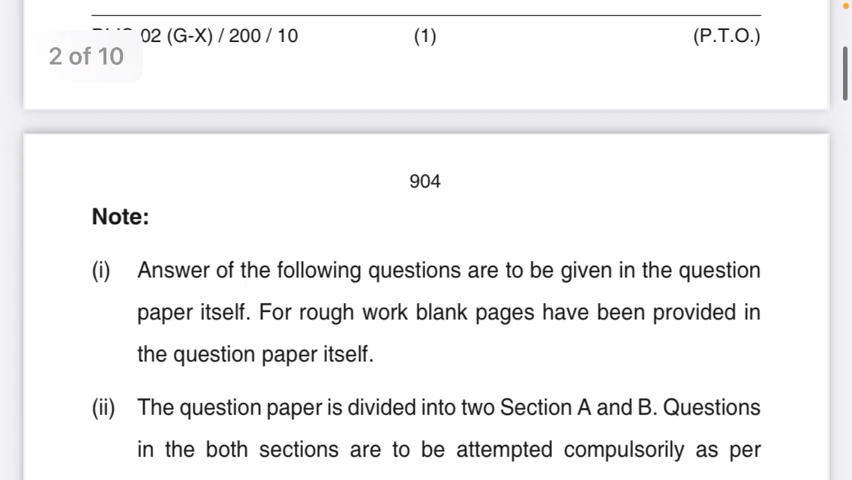 02 (G-X) / 200 / 10 (1) (P.T.O.)
2 of 10
904
Note:
(i) Answer of the following questions are to be given in the question
paper itself. For rough work blank pages have been provided in
the question paper itself.
(ii) The question paper is divided into two Section A and B. Questions
in the both sections are to be attempted compulsorily as per